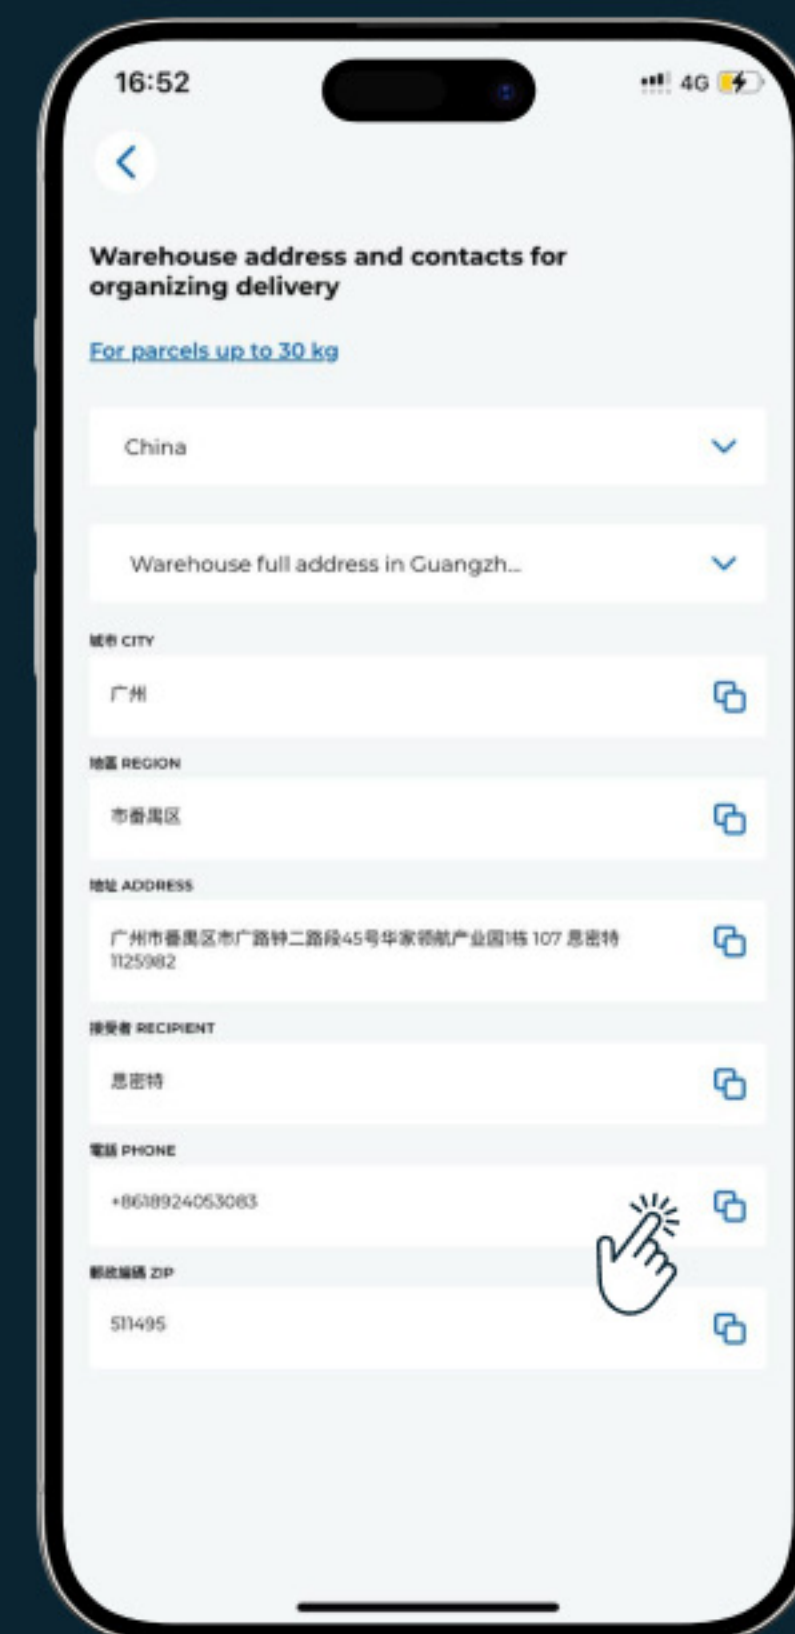 16:52
4G
Warehouse address and contacts for
organizing delivery
For parcels up to 30 kg
China
Warehouse full address in Guangzh...
城市 CITY
广州
地區 REGION
市番禺区
地址 ADDRESS
广州市番禺区市广路钟二路段45号华家领航产业园1栋 107 恩密特
1125982
接受者 RECIPIENT
恩密特
電話 PHONE
+8618924053083
郵政編碼 ZIP
511495